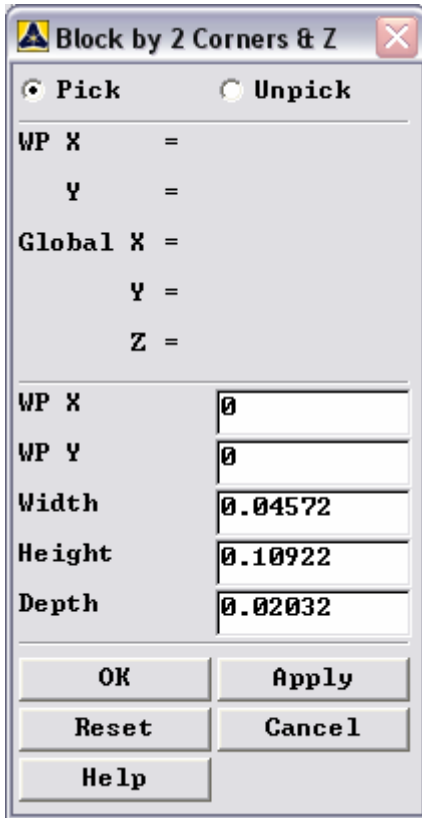 Block by 2 Corners & Z
Pick Unpick
WP X =
Y =
Global X =
Y =
Z =
WP X 0
WP Y 0
Width 0.04572
Height 0.10922
Depth 0.02032
OK Apply
Reset Cancel
Help